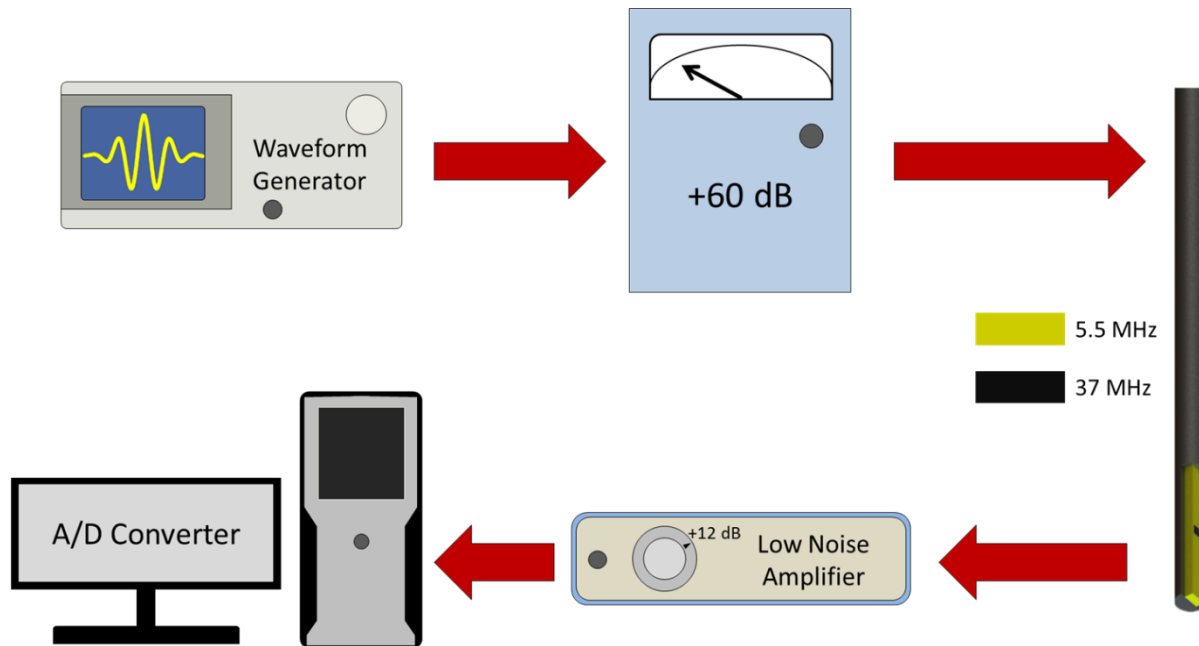 Waveform
Generator
+60 dB
5.5 MHz
37 MHz
A/D Converter
+12 dB
Low Noise
Amplifier